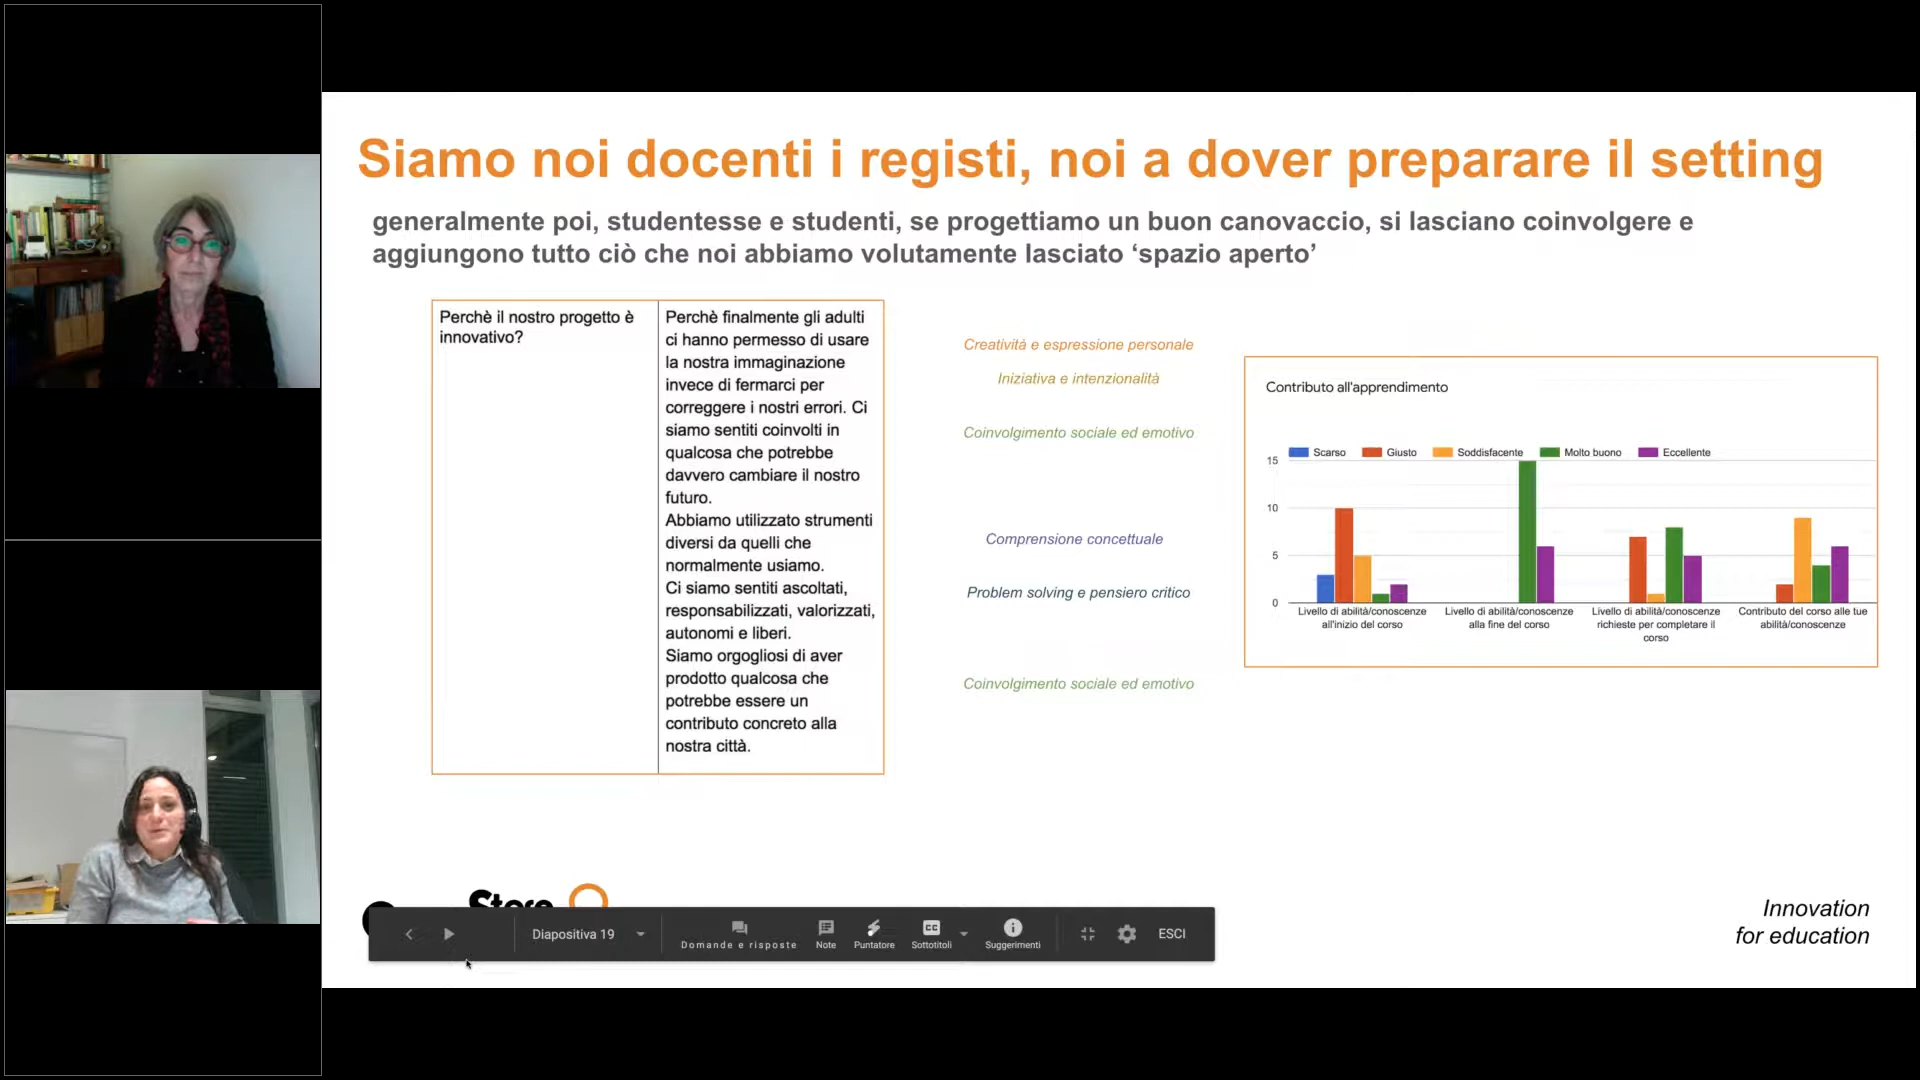 Siamo noi docenti i registi, noi a dover preparare il setting
generalmente poi, studentesse e studenti, se progettiamo un buon canovaccio, si lasciano coinvolgere e
aggiungono tutto ciò che noi abbiamo volutamente lasciato ‘spazio aperto’
Perchè il nostro progetto è
innovativo?
Perchè finalmente gli adulti
ci hanno permesso di usare
la nostra immaginazione
invece di fermarci per
correggere i nostri errori. Ci
siamo sentiti coinvolti in
qualcosa che potrebbe
davvero cambiare il nostro
futuro.
Abbiamo utilizzato strumenti
diversi da quelli che
normalmente usiamo.
Ci siamo sentiti ascoltati,
responsabilizzati, valorizzati,
autonomi e liberi.
Siamo orgogliosi di aver
prodotto qualcosa che
potrebbe essere un
contributo concreto alla
nostra città.
Creatività e espressione personale
Iniziativa e intenzionalità
Coinvolgimento sociale ed emotivo
Comprensione concettuale
Problem solving e pensiero critico
Coinvolgimento sociale ed emotivo
Contributo all'apprendimento
Scarso Giusto Soddisfacente Molto buono Eccellente
15
10
5
0
Livello di abilità/conoscenze
all'inizio del corso
Livello di abilità/conoscenze
alla fine del corso
Livello di abilità/conoscenze
richieste per completare il
corso
Contributo del corso alle tue
abilità/conoscenze
Store
Diapositiva 19
Domande e risposte
Note
Puntatore
CC
Sottotitoli
Suggerimenti
ESCI
Innovation
for education